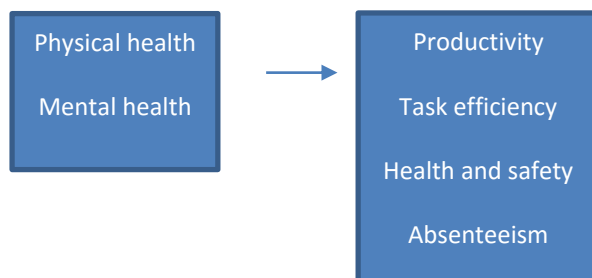 Physical health
Mental health
Productivity
Task efficiency
Health and safety
Absenteeism